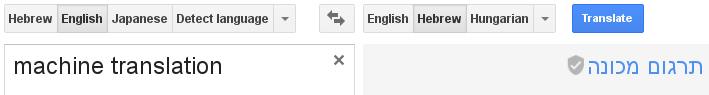 Hebrew English Japanese Detect language English Hebrew Hungarian Translate
machine translation
תרגום מכונה